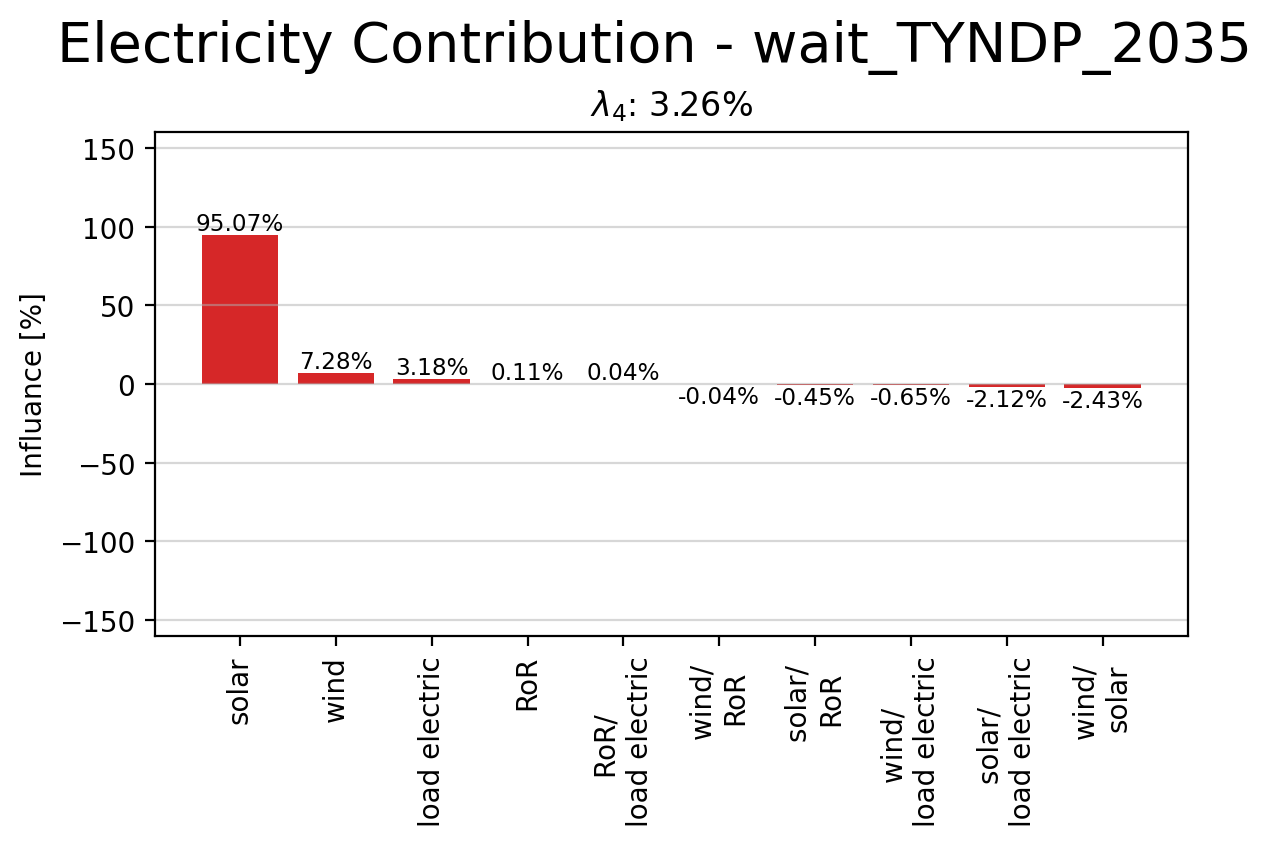 Electricity Contribution - wait_TYNDP_2035
λ₄: 3.26%
Influance [%]
150
100
50
0
−50
−100
−150
95.07%
7.28%
3.18%
0.11%
0.04%
-0.04%
-0.45%
-0.65%
-2.12%
-2.43%
solar
wind
load electric
RoR
RoR/
load electric
wind/
RoR
solar/
RoR
wind/
load electric
solar/
load electric
wind/
solar